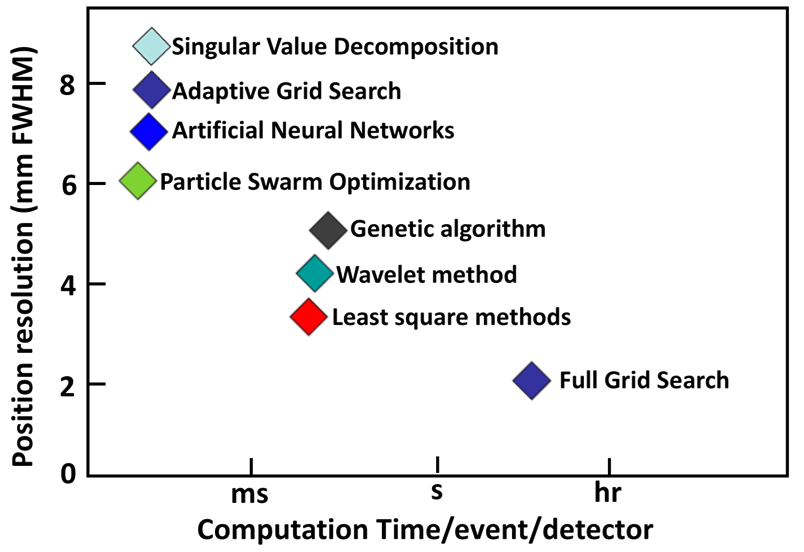 Position resolution (mm FWHM)
8
6
4
2
0
Singular Value Decomposition
Adaptive Grid Search
Artificial Neural Networks
Particle Swarm Optimization
Genetic algorithm
Wavelet method
Least square methods
Full Grid Search
ms
s
hr
Computation Time/event/detector